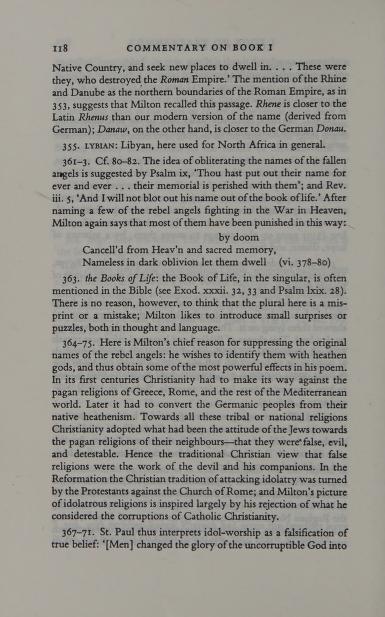 118 COMMENTARY ON BOOK I
Native Country, and seek new places to dwell in. . . . These were
they, who destroyed the Roman Empire.' The mention of the Rhine
and Danube as the northern boundaries of the Roman Empire, as in
353, suggests that Milton recalled this passage. Rhene is closer to the
Latin Rhenus than our modern version of the name (derived from
German); Danaw, on the other hand, is closer to the German Donau.
355. LYBIAN: Libyan, here used for North Africa in general.
361–3. Cf. 80–82. The idea of obliterating the names of the fallen
angels is suggested by Psalm ix, 'Thou hast put out their name for
ever and ever . . . their memorial is perished with them'; and Rev.
iii. 5, 'And I will not blot out his name out of the book of life.' After
naming a few of the rebel angels fighting in the War in Heaven,
Milton again says that most of them have been punished in this way:
by doom
Cancell'd from Heav'n and sacred memory,
Nameless in dark oblivion let them dwell (vi. 378–80)
363. the Books of Life: the Book of Life, in the singular, is often
mentioned in the Bible (see Exod. xxxii. 32, 33 and Psalm lxix. 28).
There is no reason, however, to think that the plural here is a mis-
print or a mistake; Milton likes to introduce small surprises or
puzzles, both in thought and language.
364–75. Here is Milton's chief reason for suppressing the original
names of the rebel angels: he wishes to identify them with heathen
gods, and thus obtain some of the most powerful effects in his poem.
In its first centuries Christianity had to make its way against the
pagan religions of Greece, Rome, and the rest of the Mediterranean
world. Later it had to convert the Germanic peoples from their
native heathenism. Towards all these tribal or national religions
Christianity adopted what had been the attitude of the Jews towards
the pagan religions of their neighbours—that they were false, evil,
and detestable. Hence the traditional Christian view that false
religions were the work of the devil and his companions. In the
Reformation the Christian tradition of attacking idolatry was turned
by the Protestants against the Church of Rome; and Milton's picture
of idolatrous religions is inspired largely by his rejection of what he
considered the corruptions of Catholic Christianity.
367–71. St. Paul thus interprets idol-worship as a falsification of
true belief: '[Men] changed the glory of the uncorruptible God into